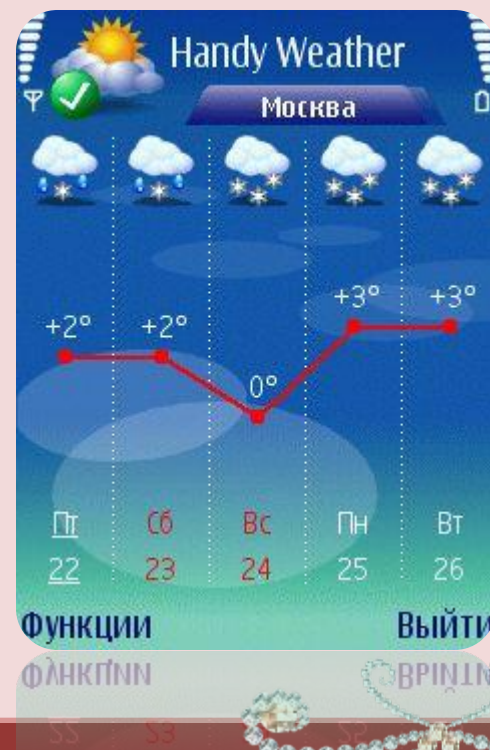 Handy Weather
Москва
+3° +3°
+2° +2°
0°
Пт Сб Вс Пн Вт
22 23 24 25 26
Функции Выйти